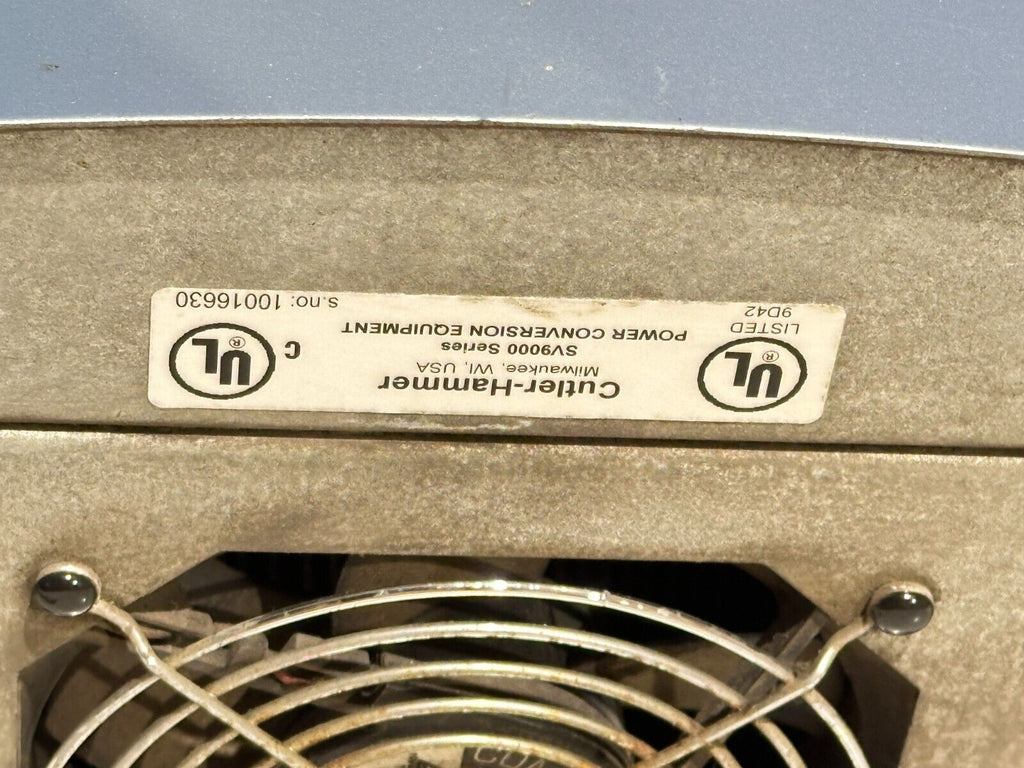 Cutler-Hammer
Milwaukee, WI, USA
SV9000 Series
POWER CONVERSION EQUIPMENT
UL ®
LISTED
9D42
C UL ®
s.no: 10016630